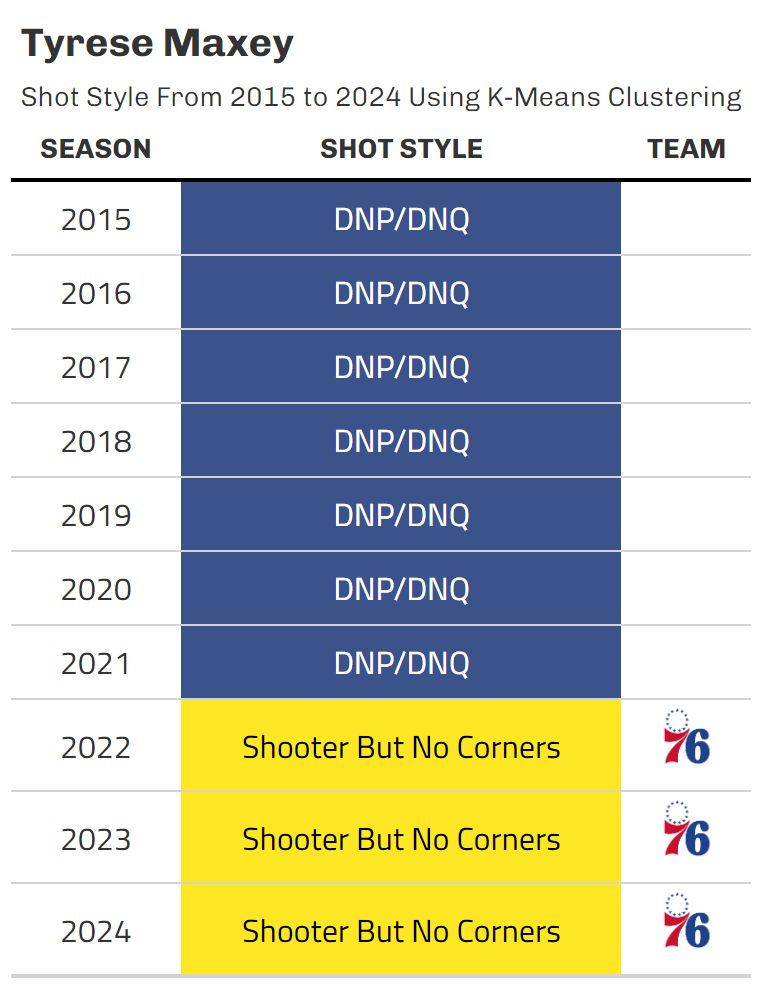 Tyrese Maxey
Shot Style From 2015 to 2024 Using K-Means Clustering
SEASON SHOT STYLE TEAM
2015 DNP/DNQ
2016 DNP/DNQ
2017 DNP/DNQ
2018 DNP/DNQ
2019 DNP/DNQ
2020 DNP/DNQ
2021 DNP/DNQ
2022 Shooter But No Corners 76
2023 Shooter But No Corners 76
2024 Shooter But No Corners 76